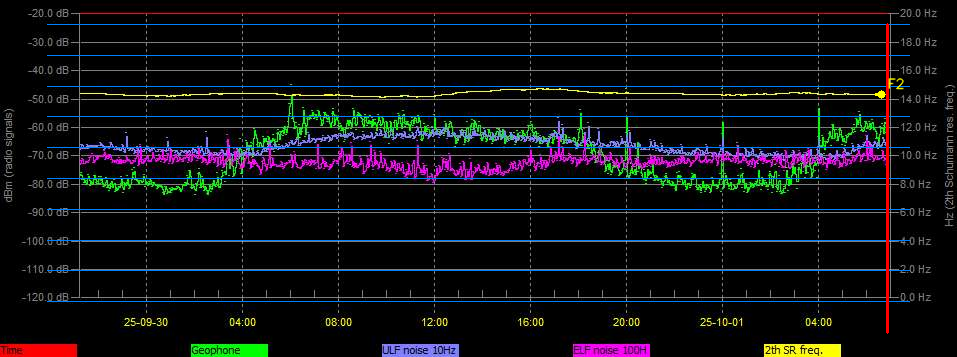 -20.0 dB 20.0 Hz
-30.0 dB 18.0 Hz
-40.0 dB 16.0 Hz
F2
-50.0 dB 14.0 Hz
-60.0 dB 12.0 Hz
-70.0 dB 10.0 Hz
-80.0 dB 8.0 Hz
-90.0 dB 6.0 Hz
-100.0 dB 4.0 Hz
-110.0 dB 2.0 Hz
-120.0 dB 0.0 Hz
dBm (radio signals)
Hz (2th Schumann res. freq.)
25-09-30 04:00 08:00 12:00 16:00 20:00 25-10-01 04:00
Time Geophone ULF noise 10Hz ELF noise 100H 2th SR freq.